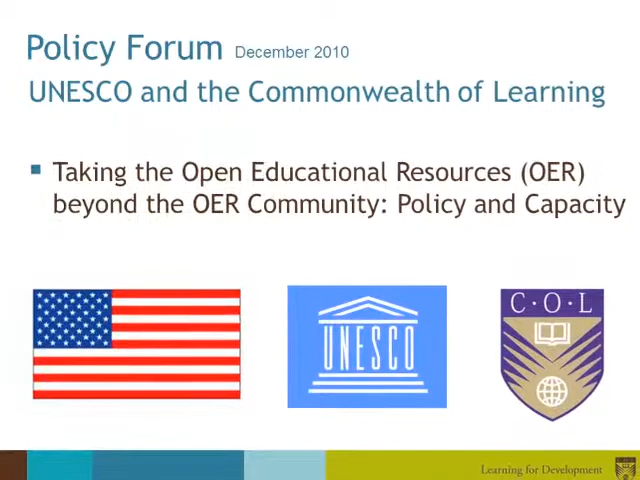 Policy Forum December 2010
UNESCO and the Commonwealth of Learning
Taking the Open Educational Resources (OER)
beyond the OER Community: Policy and Capacity
UNESCO
C·O·L
Learning for Development